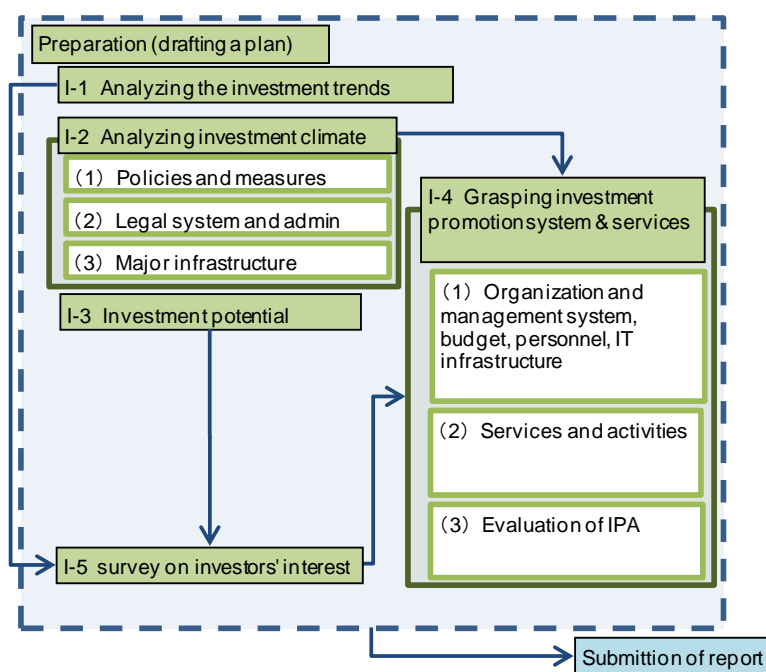 Preparation (drafting a plan)
I-1 Analyzing the investment trends
I-2 Analyzing investment climate
（1）Policies and measures
（2）Legal system and admin
（3）Major infrastructure
I-3 Investment potential
I-4 Grasping investment
promotion system & services
（1）Organization and
management system,
budget, personnel, IT
infrastructure
（2）Services and activities
（3）Evaluation of IPA
I-5 survey on investors' interest
Submittion of report